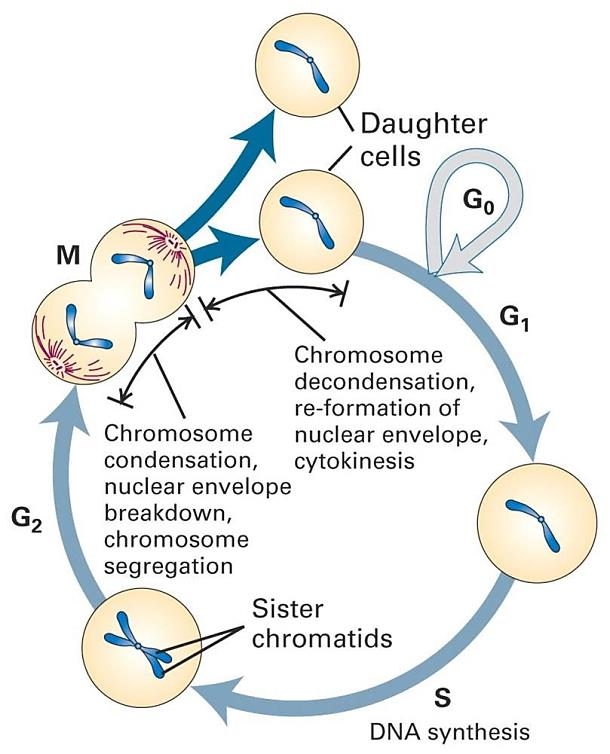 Daughter
cells
G₀
M
G₁
Chromosome
decondensation,
re-formation of
nuclear envelope,
cytokinesis
Chromosome
condensation,
nuclear envelope
breakdown,
chromosome
segregation
G₂
Sister
chromatids
S
DNA synthesis